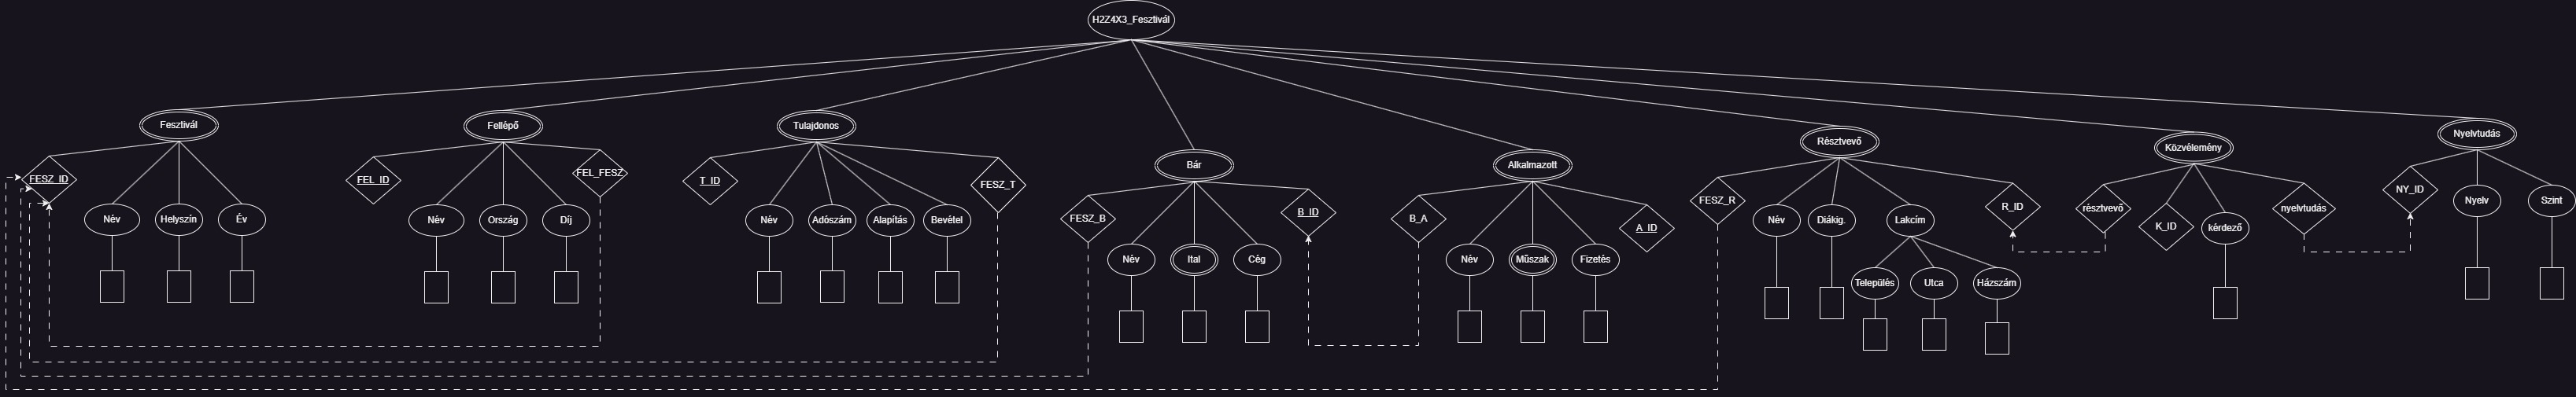 H2Z4X3_Fesztivál
Fesztivál
Fellépő
Tulajdonos
Bár
Alkalmazott
Résztvevő
Közvélemény
Nyelvtudás
FESZ_ID
Név
Helyszín
Év
FEL_ID
Név
Ország
Díj
FEL_FESZ
T_ID
Név
Adószám
Alapítás
Bevétel
FESZ_T
FESZ_B
Név
Ital
Cég
B_ID
B_A
Név
Műszak
Fizetés
A_ID
FESZ_R
Név
Diákig.
Lakcím
Település
Utca
Házszám
R_ID
résztvevő
K_ID
kérdező
nyelvtudás
NY_ID
Nyelv
Szint